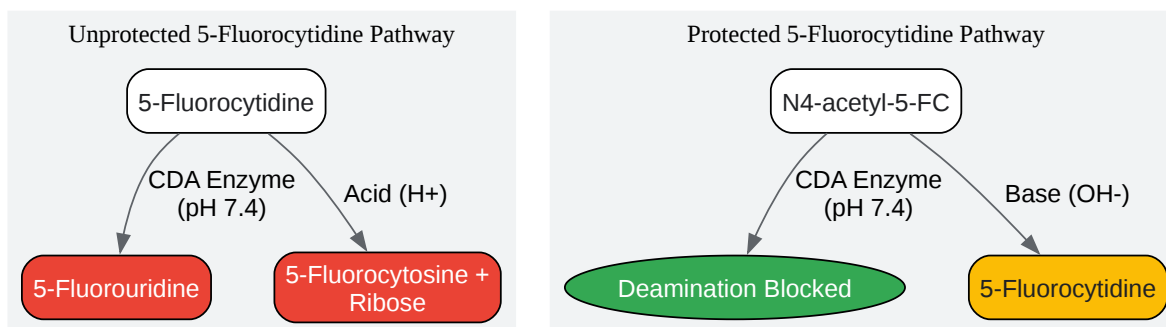 Unprotected 5-Fluorocytidine Pathway
5-Fluorocytidine
CDA Enzyme
(pH 7.4)
Acid (H+)
5-Fluorouridine
5-Fluorocytosine +
Ribose
Protected 5-Fluorocytidine Pathway
N4-acetyl-5-FC
CDA Enzyme
(pH 7.4)
Base (OH-)
Deamination Blocked
5-Fluorocytidine